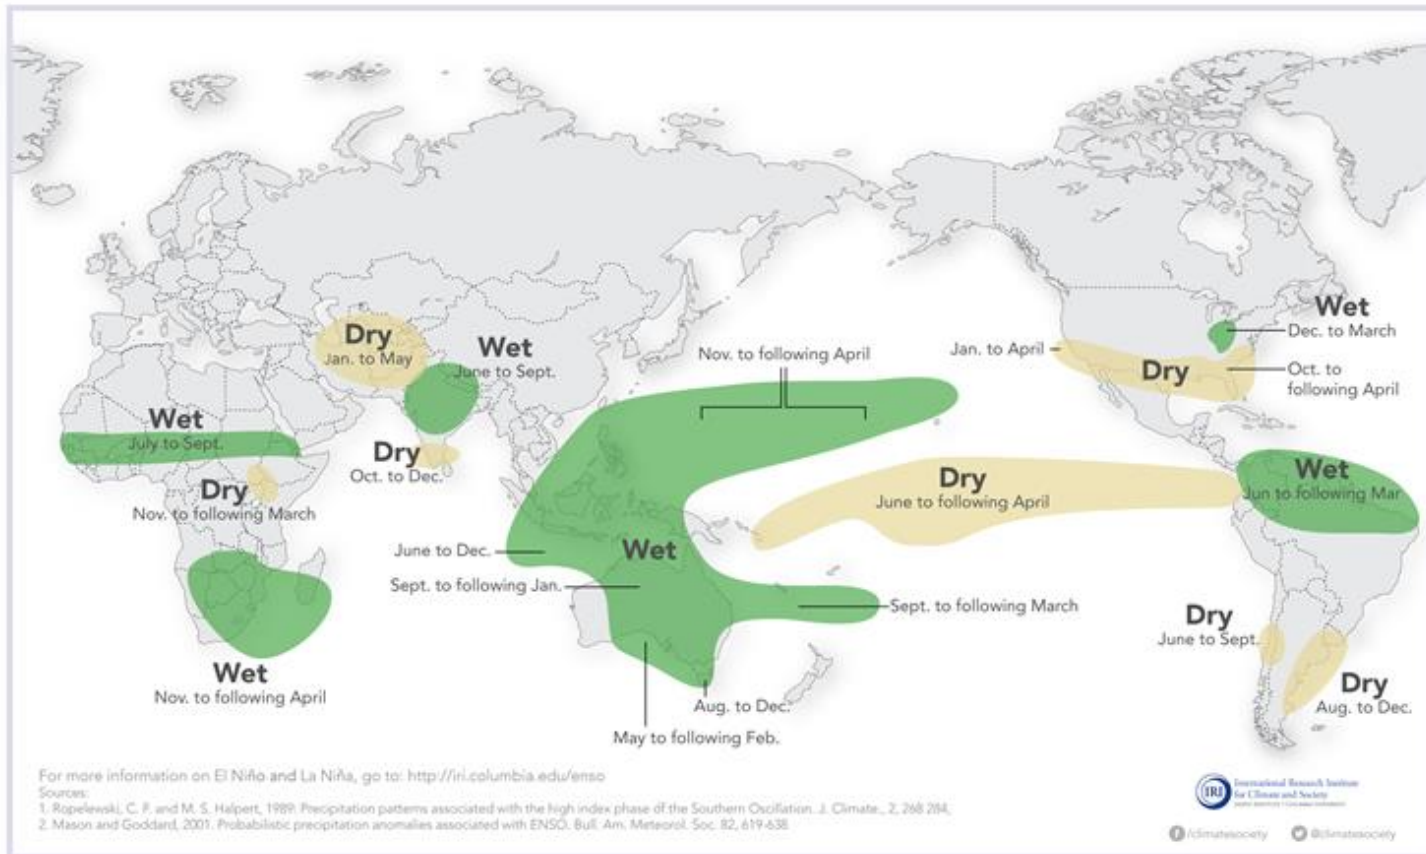 Wet
Dec. to March
Dry
Jan. to May
Wet
June to Sept.
Nov. to following April
Jan. to April
Dry
Oct. to
following April
Wet
July to Sept.
Dry
Oct. to Dec.
Dry
Nov. to following March
Dry
June to following April
Wet
Jun to following Mar
June to Dec.
Wet
Sept. to following Jan.
Sept. to following March
Dry
June to Sept.
Wet
Nov. to following April
Aug. to Dec.
Dry
Aug. to Dec.
May to following Feb.
For more information on El Niño and La Niña, go to: http://iri.columbia.edu/enso
Sources:
1. Ropelewski, C. F. and M. S. Halpert, 1989: Precipitation patterns associated with the high index phase of the Southern Oscillation. J. Climate., 2, 268 284,
2. Mason and Goddard, 2001. Probabilistic precipitation anomalies associated with ENSO. Bull. Am. Meteorol. Soc. 82, 619-638
IRI
International Research Institute
for Climate and Society
/climatesociety
@climatesociety